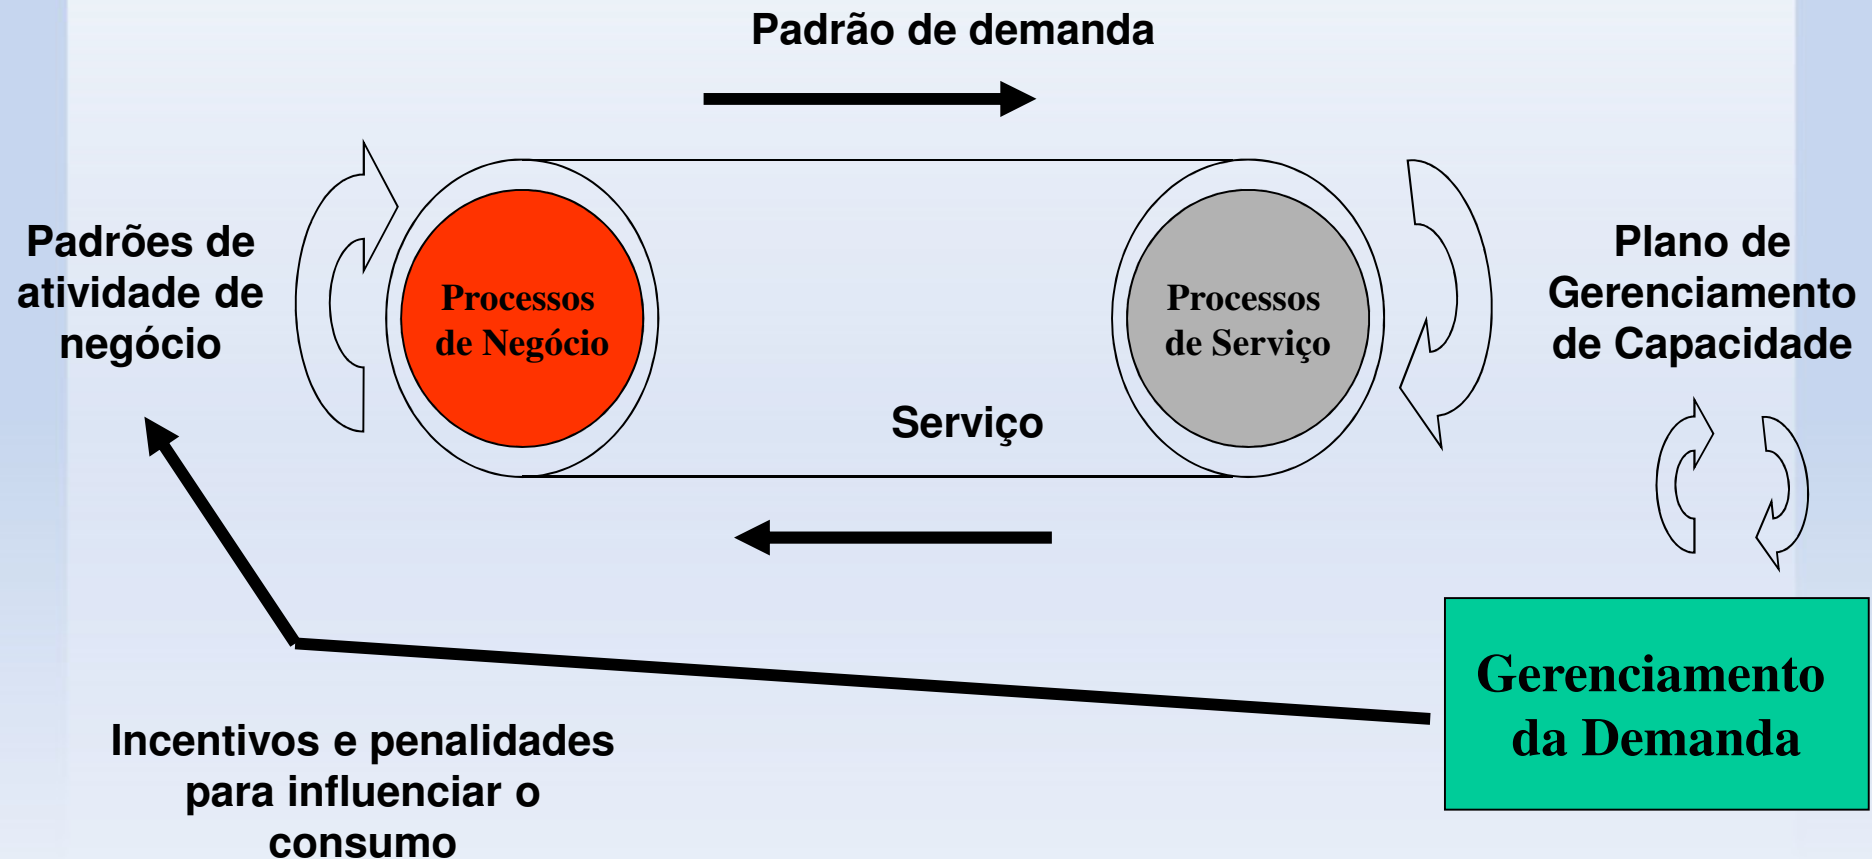 Padrão de demanda
Padrões de
atividade de
negócio
Processos
de Negócio
Processos
de Serviço
Plano de
Gerenciamento
de Capacidade
Serviço
Gerenciamento
da Demanda
Incentivos e penalidades
para influenciar o
consumo